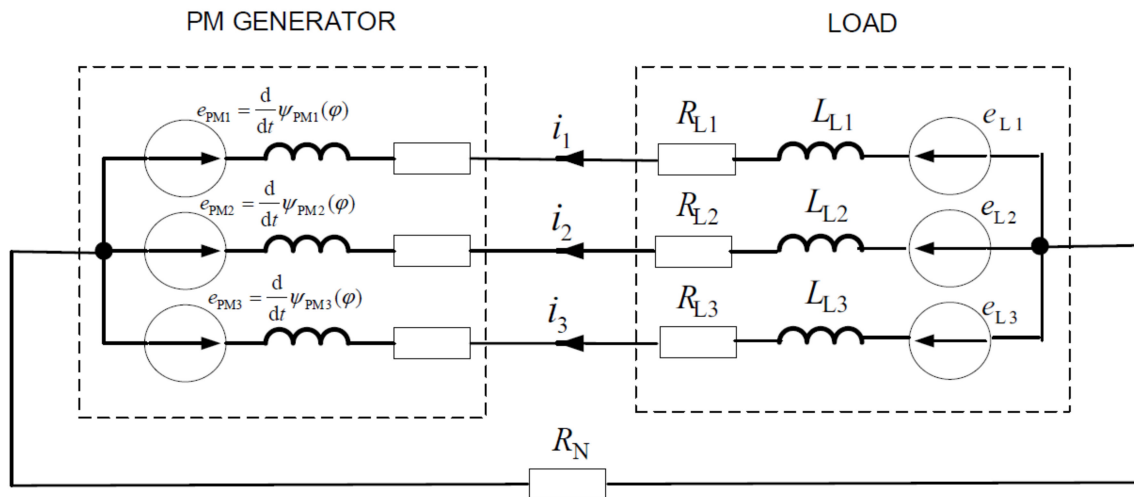 PM GENERATOR
LOAD
e_PM1 = d/dt ψ_PM1(φ)
i_1
R_L1
L_L1
e_L1
e_PM2 = d/dt ψ_PM2(φ)
i_2
R_L2
L_L2
e_L2
e_PM3 = d/dt ψ_PM3(φ)
i_3
R_L3
L_L3
e_L3
R_N